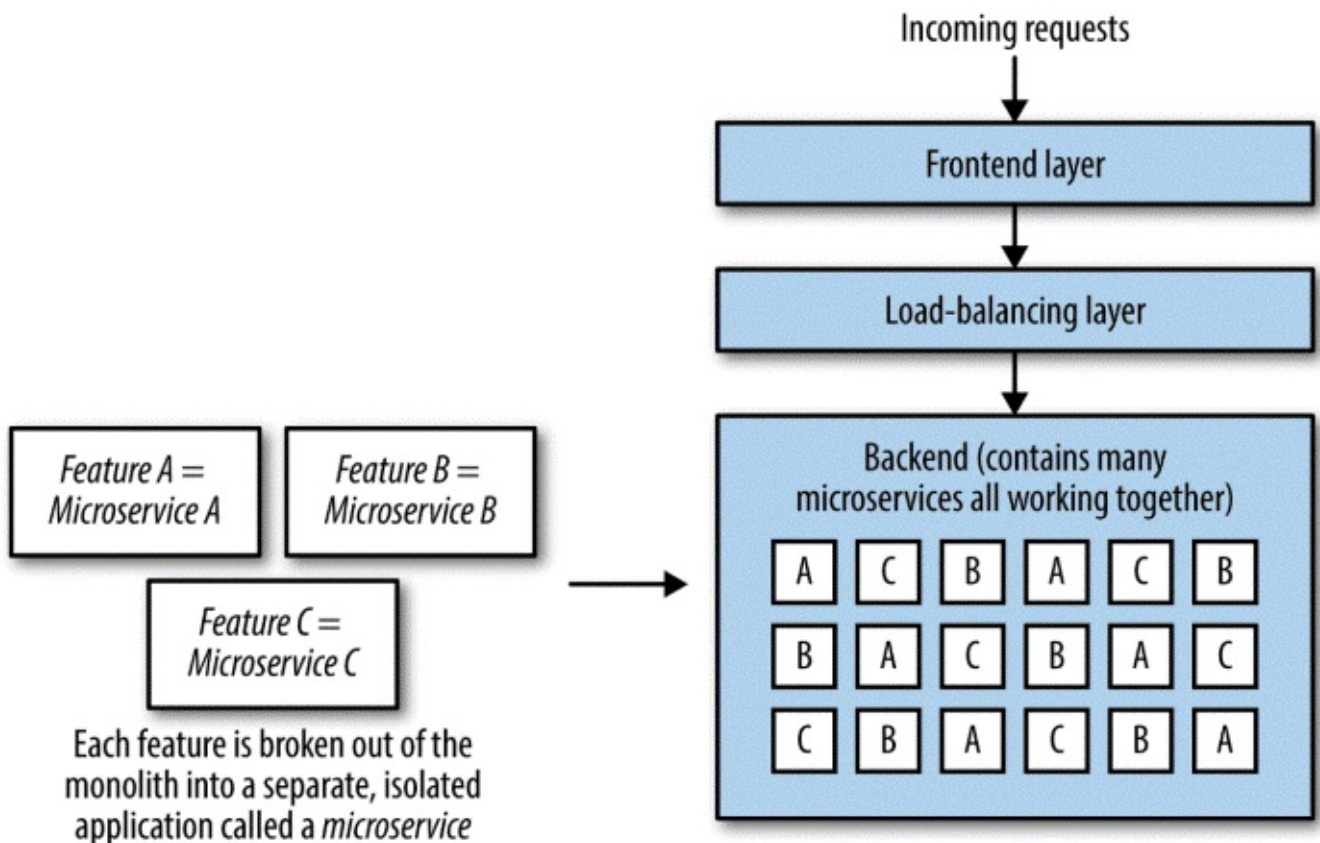 Incoming requests
Frontend layer
Load-balancing layer
Feature A =
Microservice A
Feature B =
Microservice B
Feature C =
Microservice C
Each feature is broken out of the
monolith into a separate, isolated
application called a microservice
Backend (contains many
microservices all working together)
A C B A C B
B A C B A C
C B A C B A